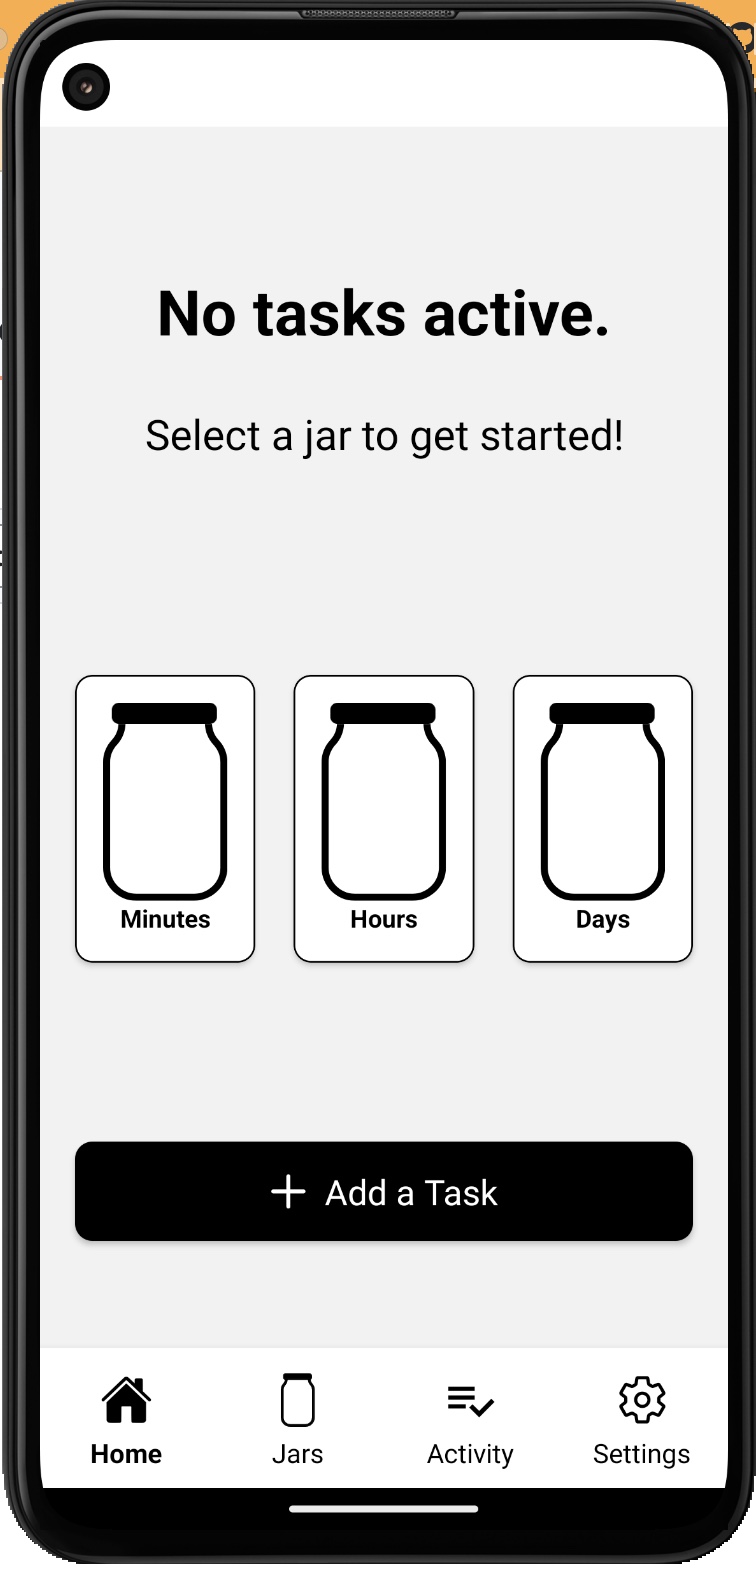 No tasks active.
Select a jar to get started!
Minutes Hours Days
+ Add a Task
Home Jars Activity Settings